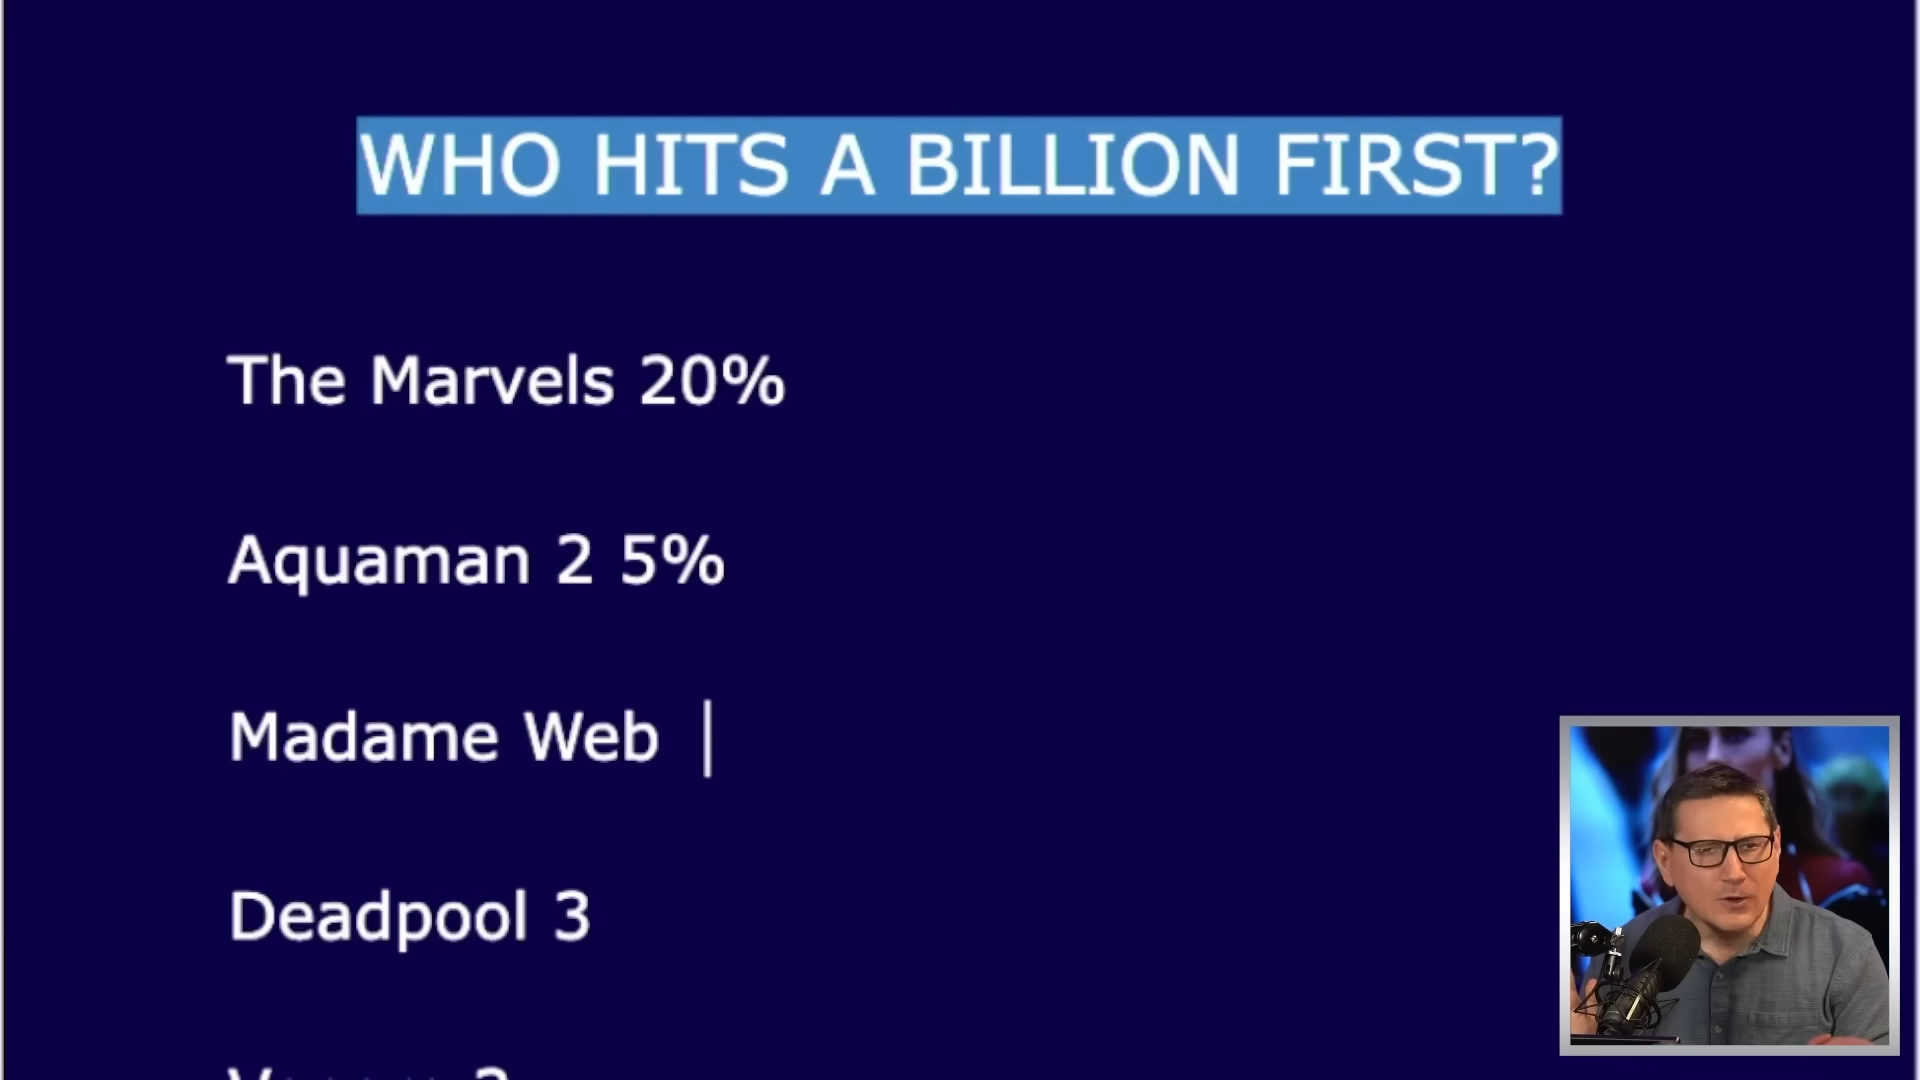 WHO HITS A BILLION FIRST?
The Marvels 20%
Aquaman 2 5%
Madame Web
Deadpool 3